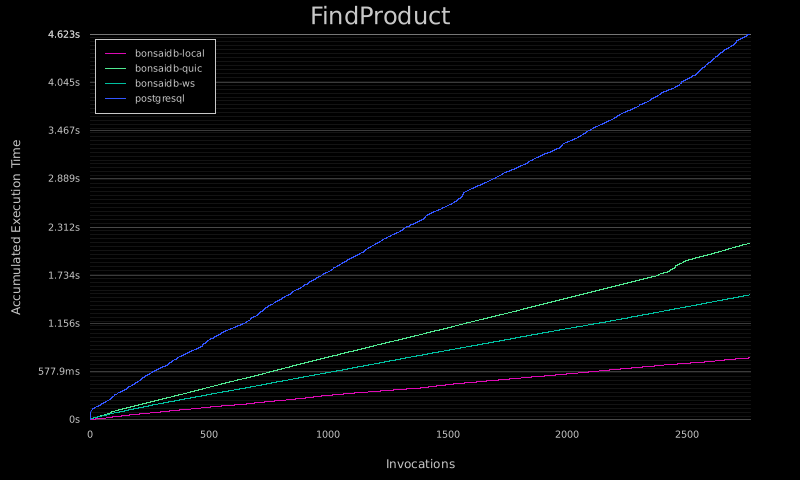 FindProduct
4.623s
bonsaidb-local
bonsaidb-quic
bonsaidb-ws
postgresql
4.045s
3.467s
2.889s
2.312s
1.734s
1.156s
577.9ms
0s
Accumulated Execution Time
0 500 1000 1500 2000 2500
Invocations